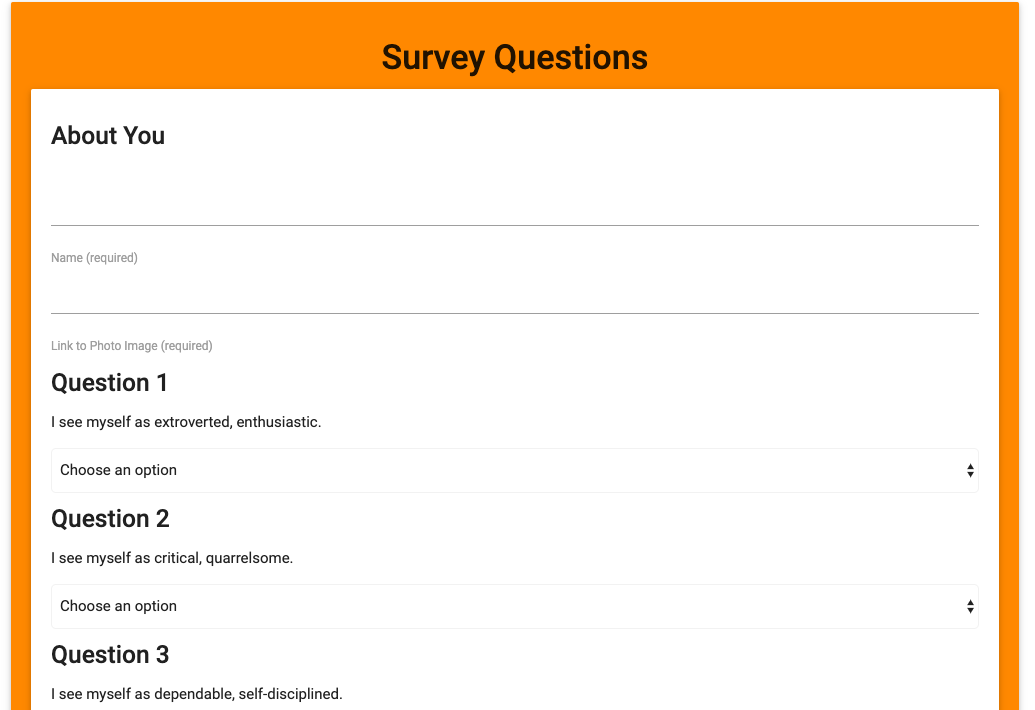 Survey Questions
About You
Name (required)
Link to Photo Image (required)
Question 1
I see myself as extroverted, enthusiastic.
Choose an option
Question 2
I see myself as critical, quarrelsome.
Choose an option
Question 3
I see myself as dependable, self-disciplined.